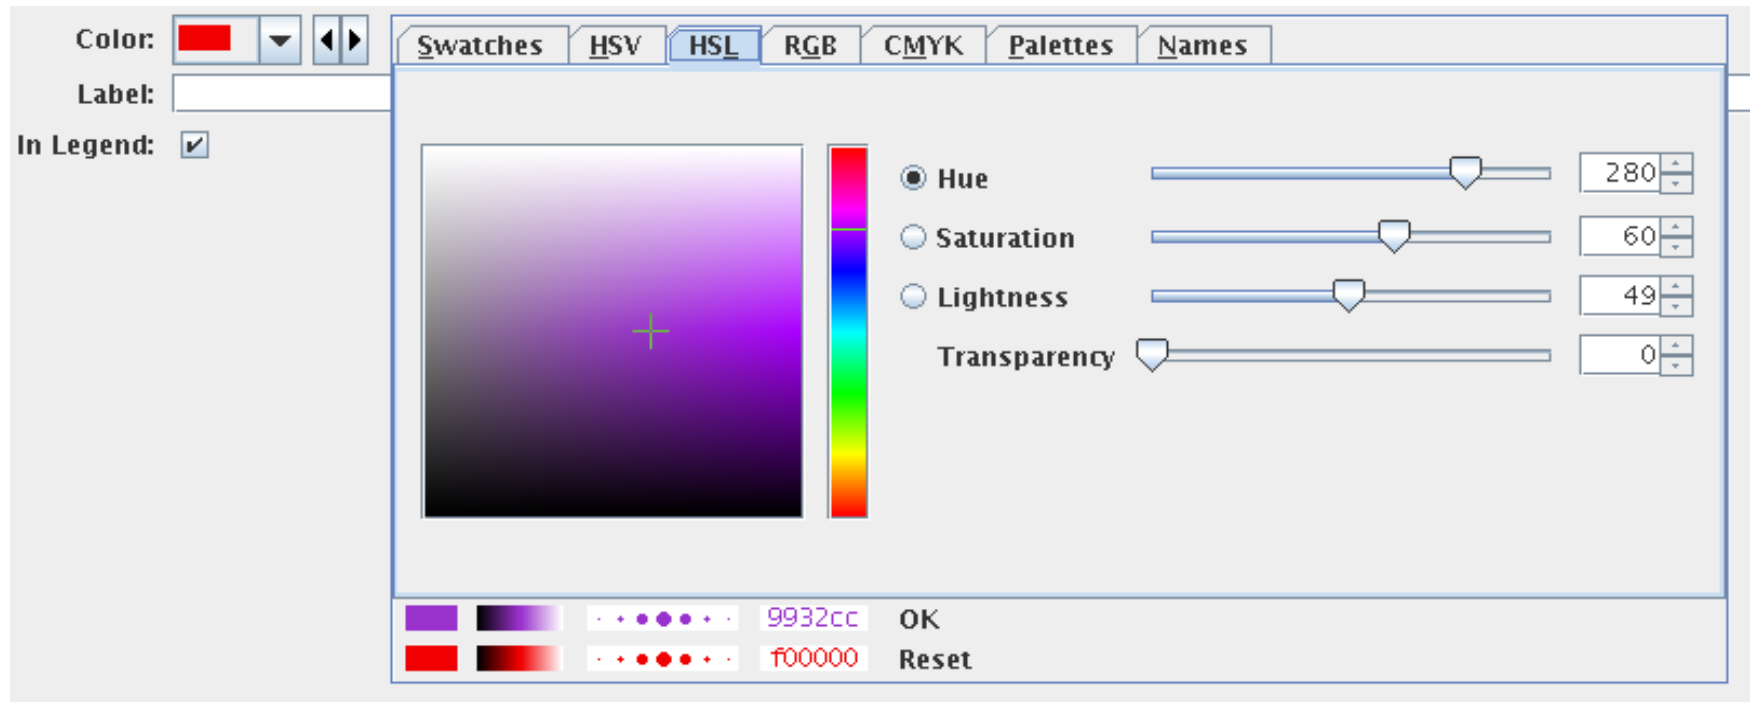 Color:
Swatches HSV HSL RGB CMYK Palettes Names
Label:
In Legend:
Hue 280
Saturation 60
Lightness 49
Transparency 0
9932cc OK
f00000 Reset